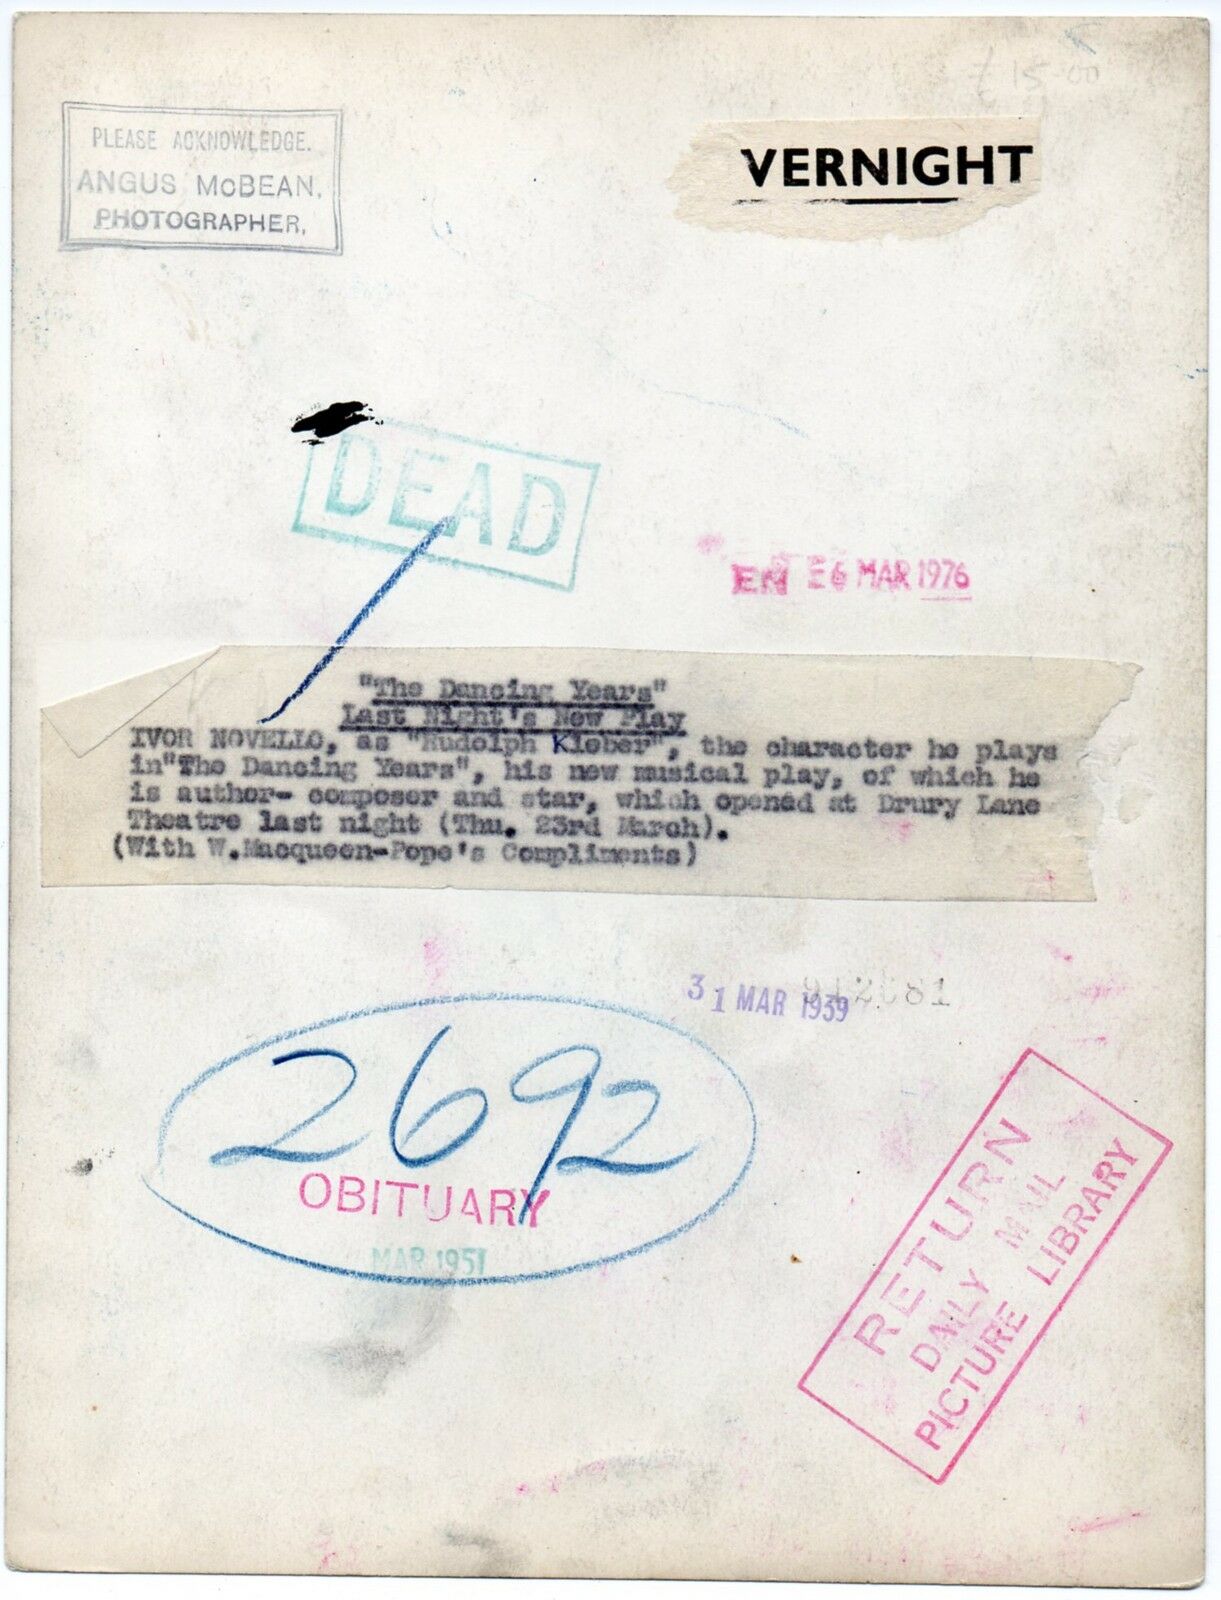 £ 15-00
PLEASE ACKNOWLEDGE.
ANGUS McBEAN,
PHOTOGRAPHER,
VERNIGHT
DEAD
26 MAR 1976
"The Dancing Years"
Last Night's New Play
IVOR NOVELLO, as "Rudolph Kleber", the character he plays
in"The Dancing Years", his new musical play, of which he
is author- composer and star, which opened at Drury Lane
Theatre last night (Thu. 23rd March).
(With W.Macqueen-Pope's Compliments)
942681
31 MAR 1939
2692
OBITUARY
MAR 1951
RETURN
DAILY MAIL
PICTURE LIBRARY